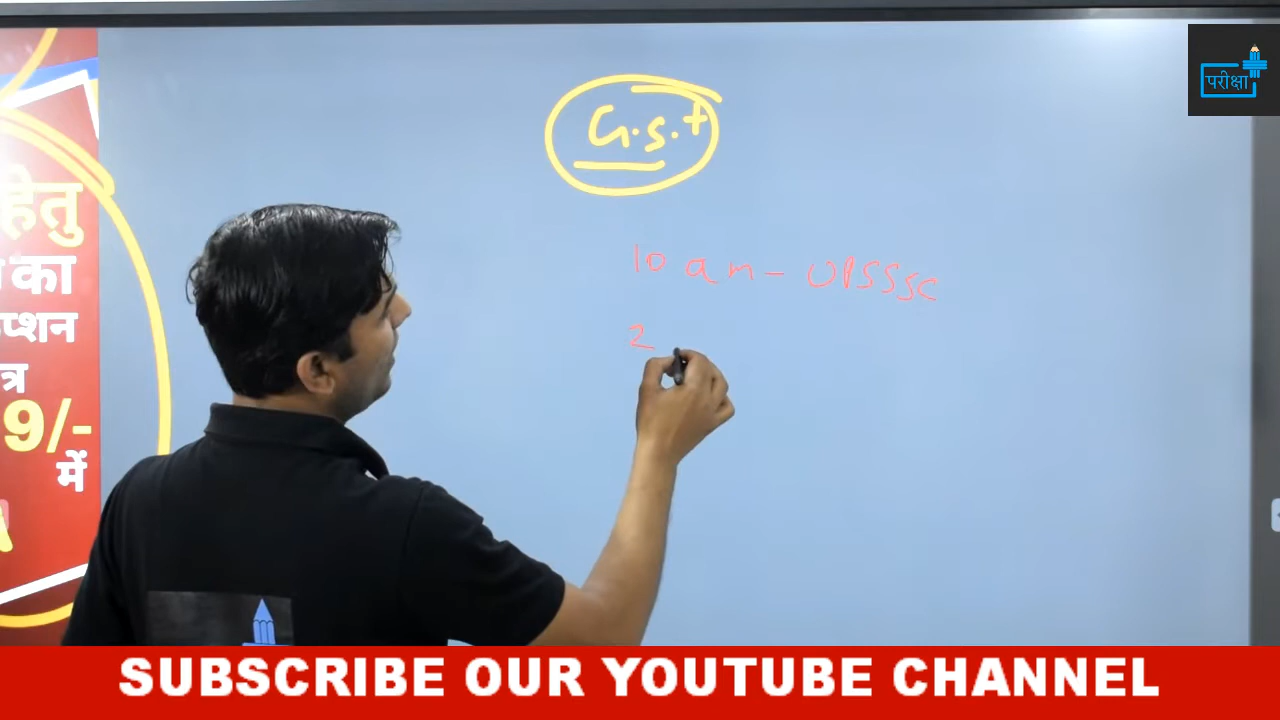 परीक्षा
G.S.+
10 am - UPSSSC
2
हेतु
का
प्शन
त्र
9/-
में
SUBSCRIBE OUR YOUTUBE CHANNEL